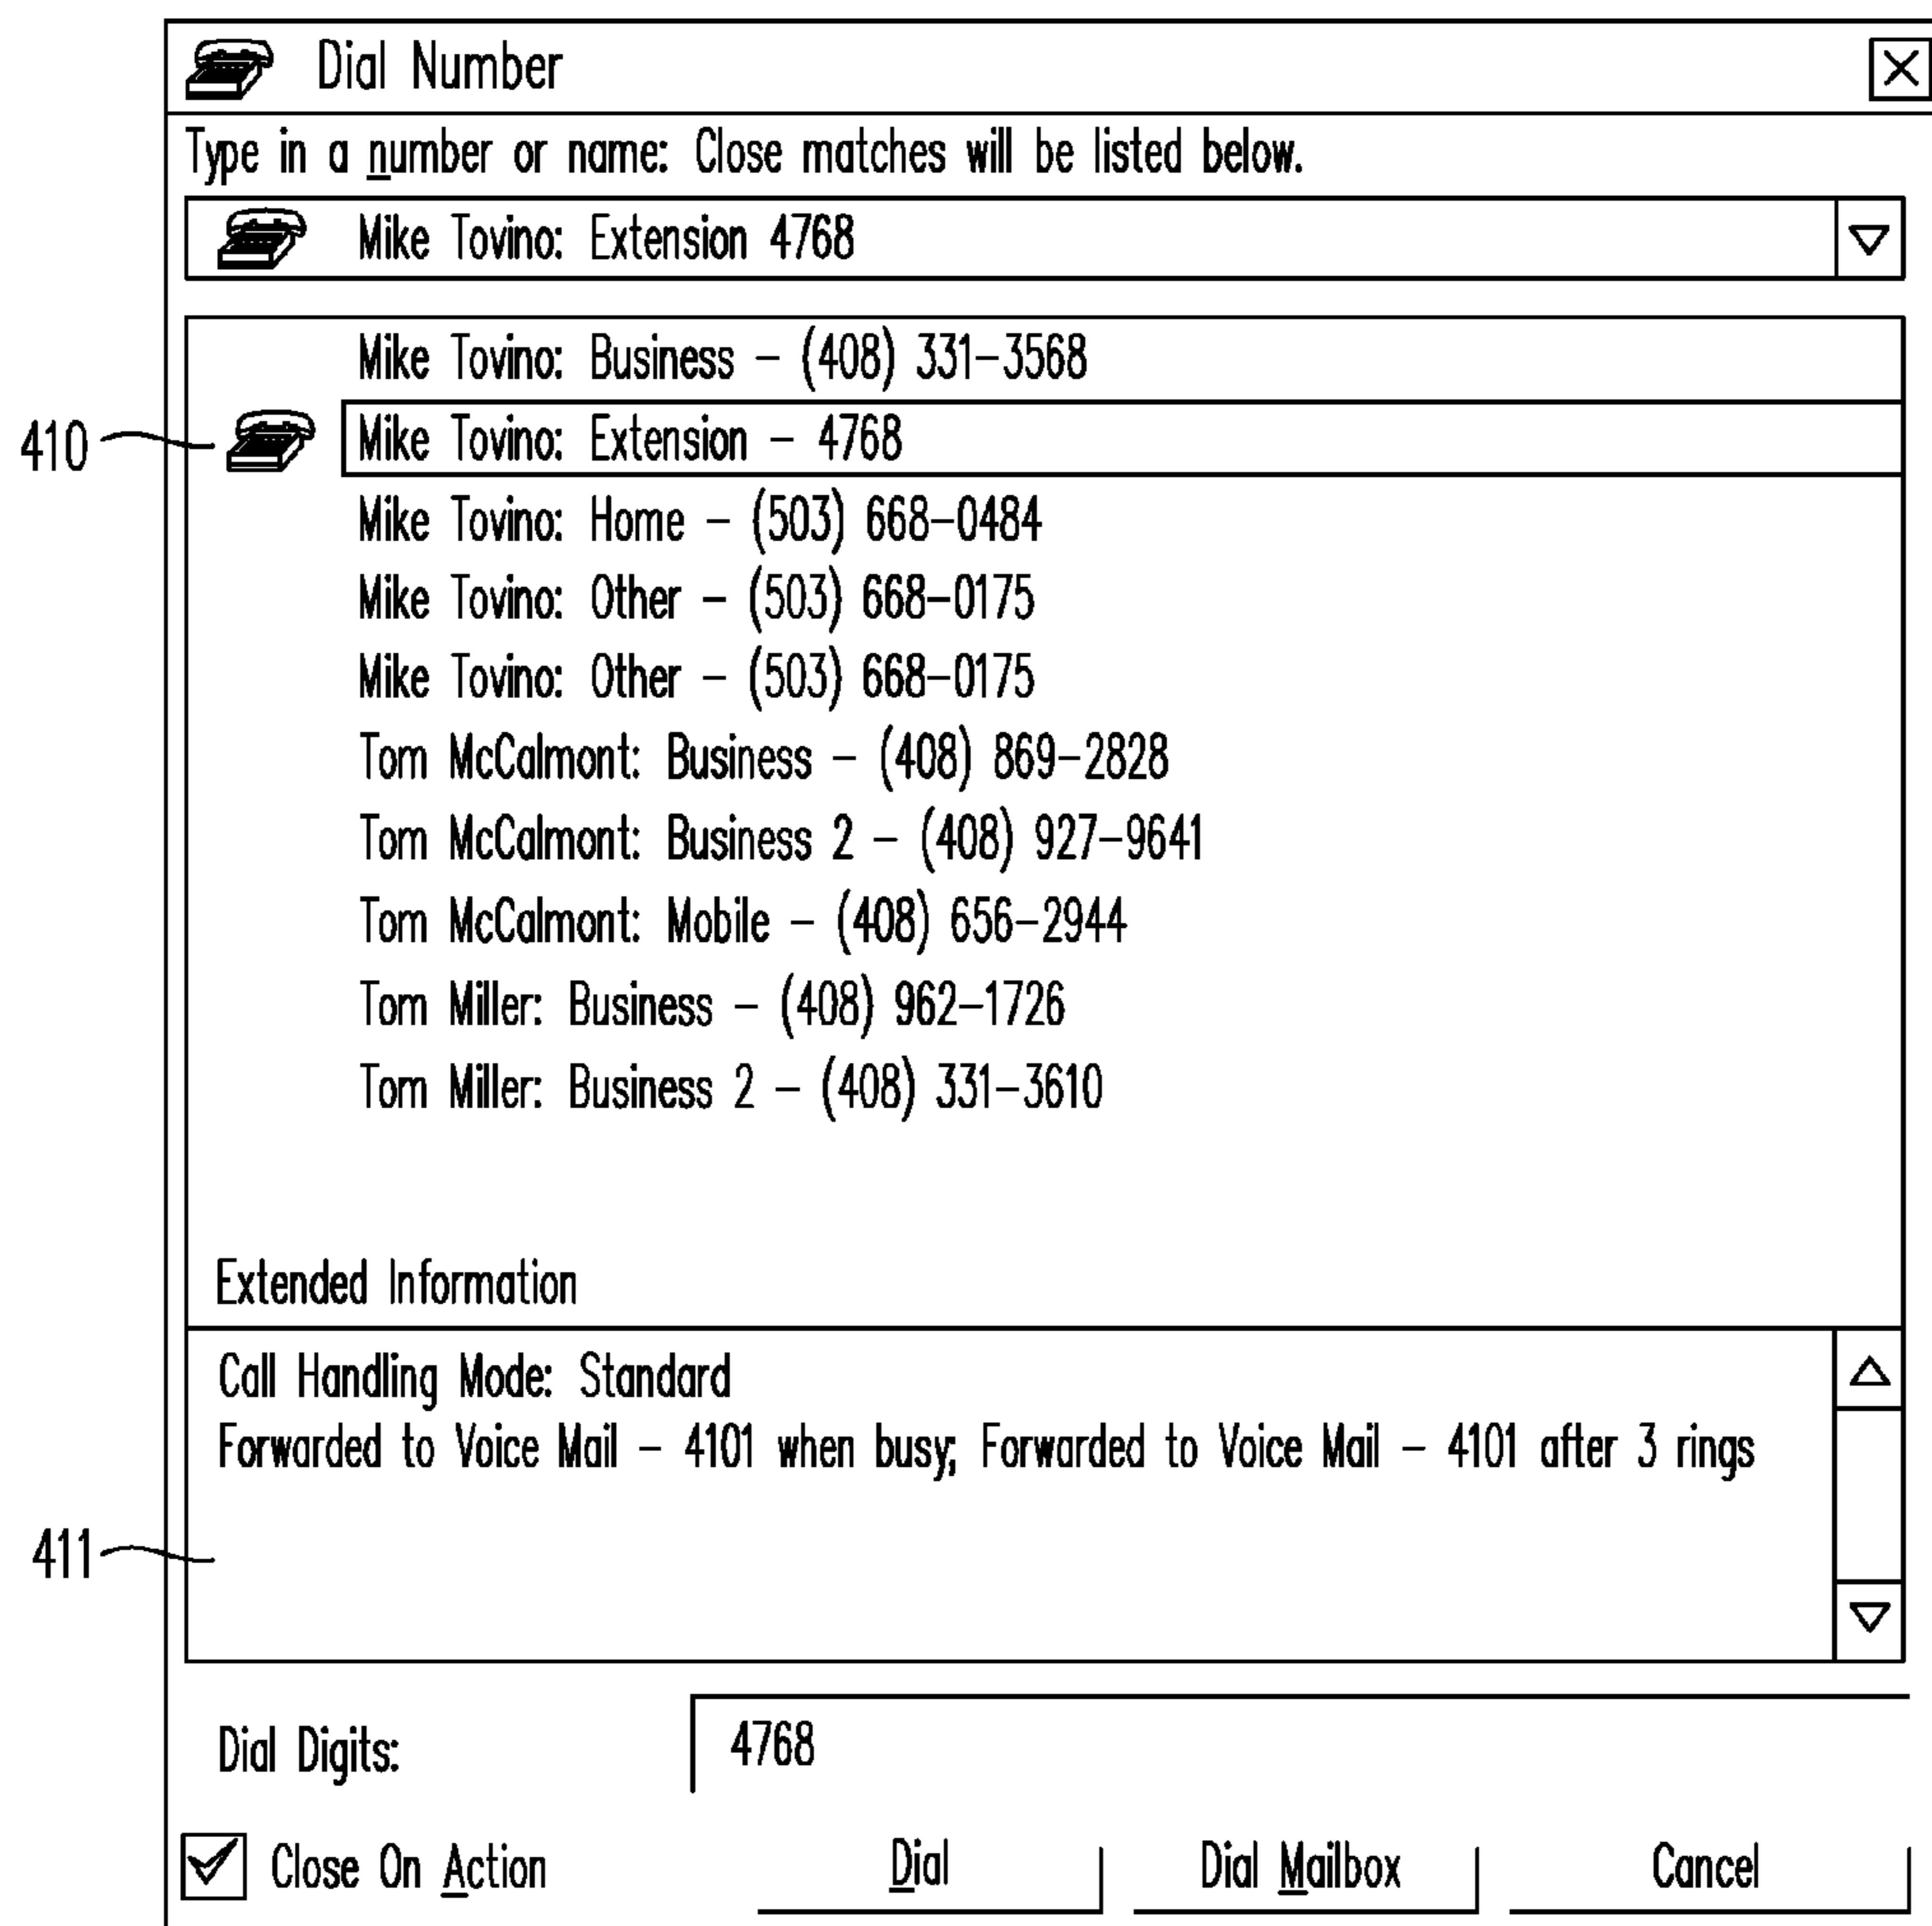 Dial Number
Type in a number or name: Close matches will be listed below.
Mike Tovino: Extension 4768
Mike Tovino: Business – (408) 331–3568
410
Mike Tovino: Extension – 4768
Mike Tovino: Home – (503) 668–0484
Mike Tovino: Other – (503) 668–0175
Mike Tovino: Other – (503) 668–0175
Tom McCalmont: Business – (408) 869–2828
Tom McCalmont: Business 2 – (408) 927–9641
Tom McCalmont: Mobile – (408) 656–2944
Tom Miller: Business – (408) 962–1726
Tom Miller: Business 2 – (408) 331–3610
Extended Information
Call Handling Mode: Standard
Forwarded to Voice Mail – 4101 when busy; Forwarded to Voice Mail – 4101 after 3 rings
411
Dial Digits: 4768
Close On Action Dial Dial Mailbox Cancel